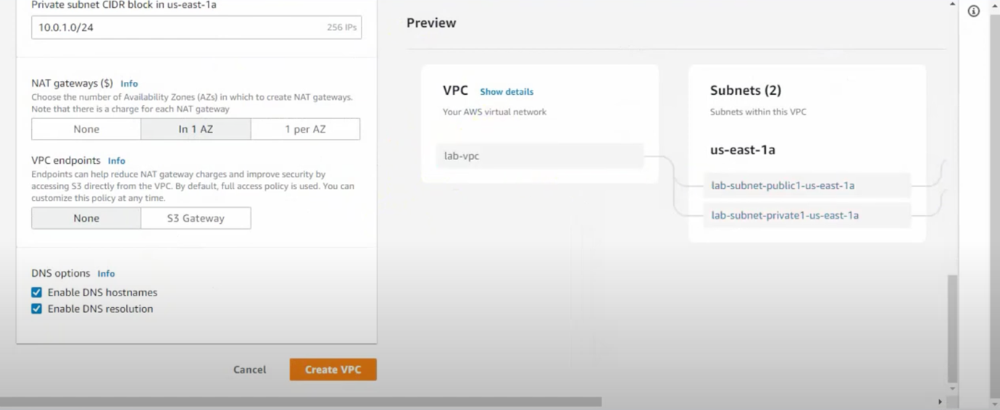 Private subnet CIDR block in us-east-1a
10.0.1.0/24 256 IPs
NAT gateways ($) Info
Choose the number of Availability Zones (AZs) in which to create NAT gateways.
Note that there is a charge for each NAT gateway
None In 1 AZ 1 per AZ
VPC endpoints Info
Endpoints can help reduce NAT gateway charges and improve security by
accessing S3 directly from the VPC. By default, full access policy is used. You can
customize this policy at any time.
None S3 Gateway
DNS options Info
Enable DNS hostnames
Enable DNS resolution
Cancel Create VPC
Preview
VPC Show details
Your AWS virtual network
lab-vpc
Subnets (2)
Subnets within this VPC
us-east-1a
lab-subnet-public1-us-east-1a
lab-subnet-private1-us-east-1a